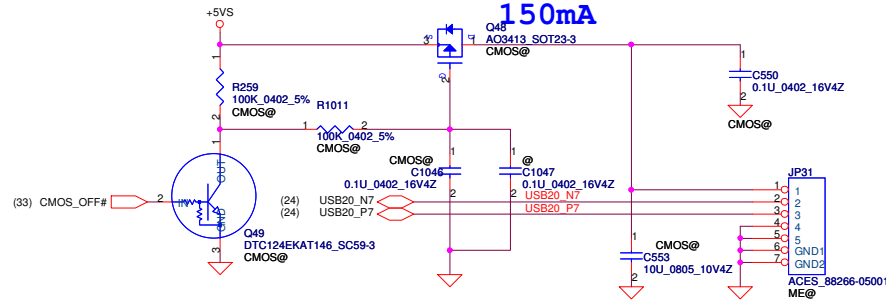 150mA
+5VS
Q48
AO3413_SOT23-3
CMOS@
3
S
D
1
G
2
1
R259
100K_0402_5%
CMOS@
2
R1011
1
2
100K_0402_5%
CMOS@
1
C550
0.1U_0402_16V4Z
2
CMOS@
1
OUT
IN
GND
2
3
(33) CMOS_OFF#
Q49
DTC124EKAT146_SC59-3
CMOS@
CMOS@
1
C1046
0.1U_0402_16V4Z
2
@
1
C1047
0.1U_0402_16V4Z
2
(24) USB20_N7
USB20_N7
(24) USB20_P7
USB20_P7
1
CMOS@
C553
10U_0805_10V4Z
2
JP31
1 1
2 2
3 3
4 4
5 5
6 GND1
7 GND2
ACES_88266-05001
ME@